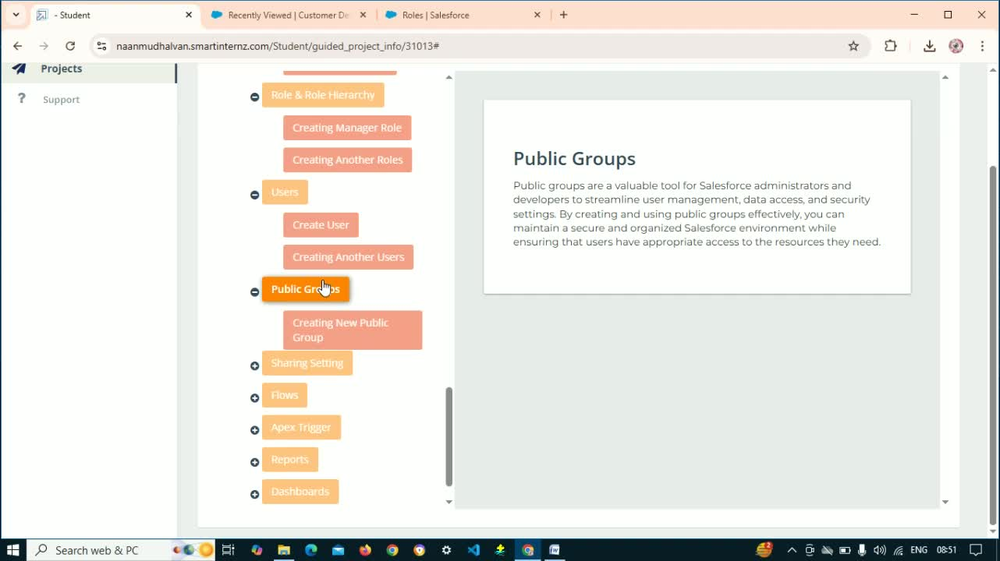 - Student
Recently Viewed | Customer De
Roles | Salesforce
naanmudhalvan.smartinternz.com/Student/guided_project_info/31013#
Projects
Support
Role & Role Hierarchy
Creating Manager Role
Creating Another Roles
Users
Create User
Creating Another Users
Public Groups
Creating New Public
Group
Sharing Setting
Flows
Apex Trigger
Reports
Dashboards
Public Groups
Public groups are a valuable tool for Salesforce administrators and
developers to streamline user management, data access, and security
settings. By creating and using public groups effectively, you can
maintain a secure and organized Salesforce environment while
ensuring that users have appropriate access to the resources they need.
Search web & PC
2
ENG
08:51